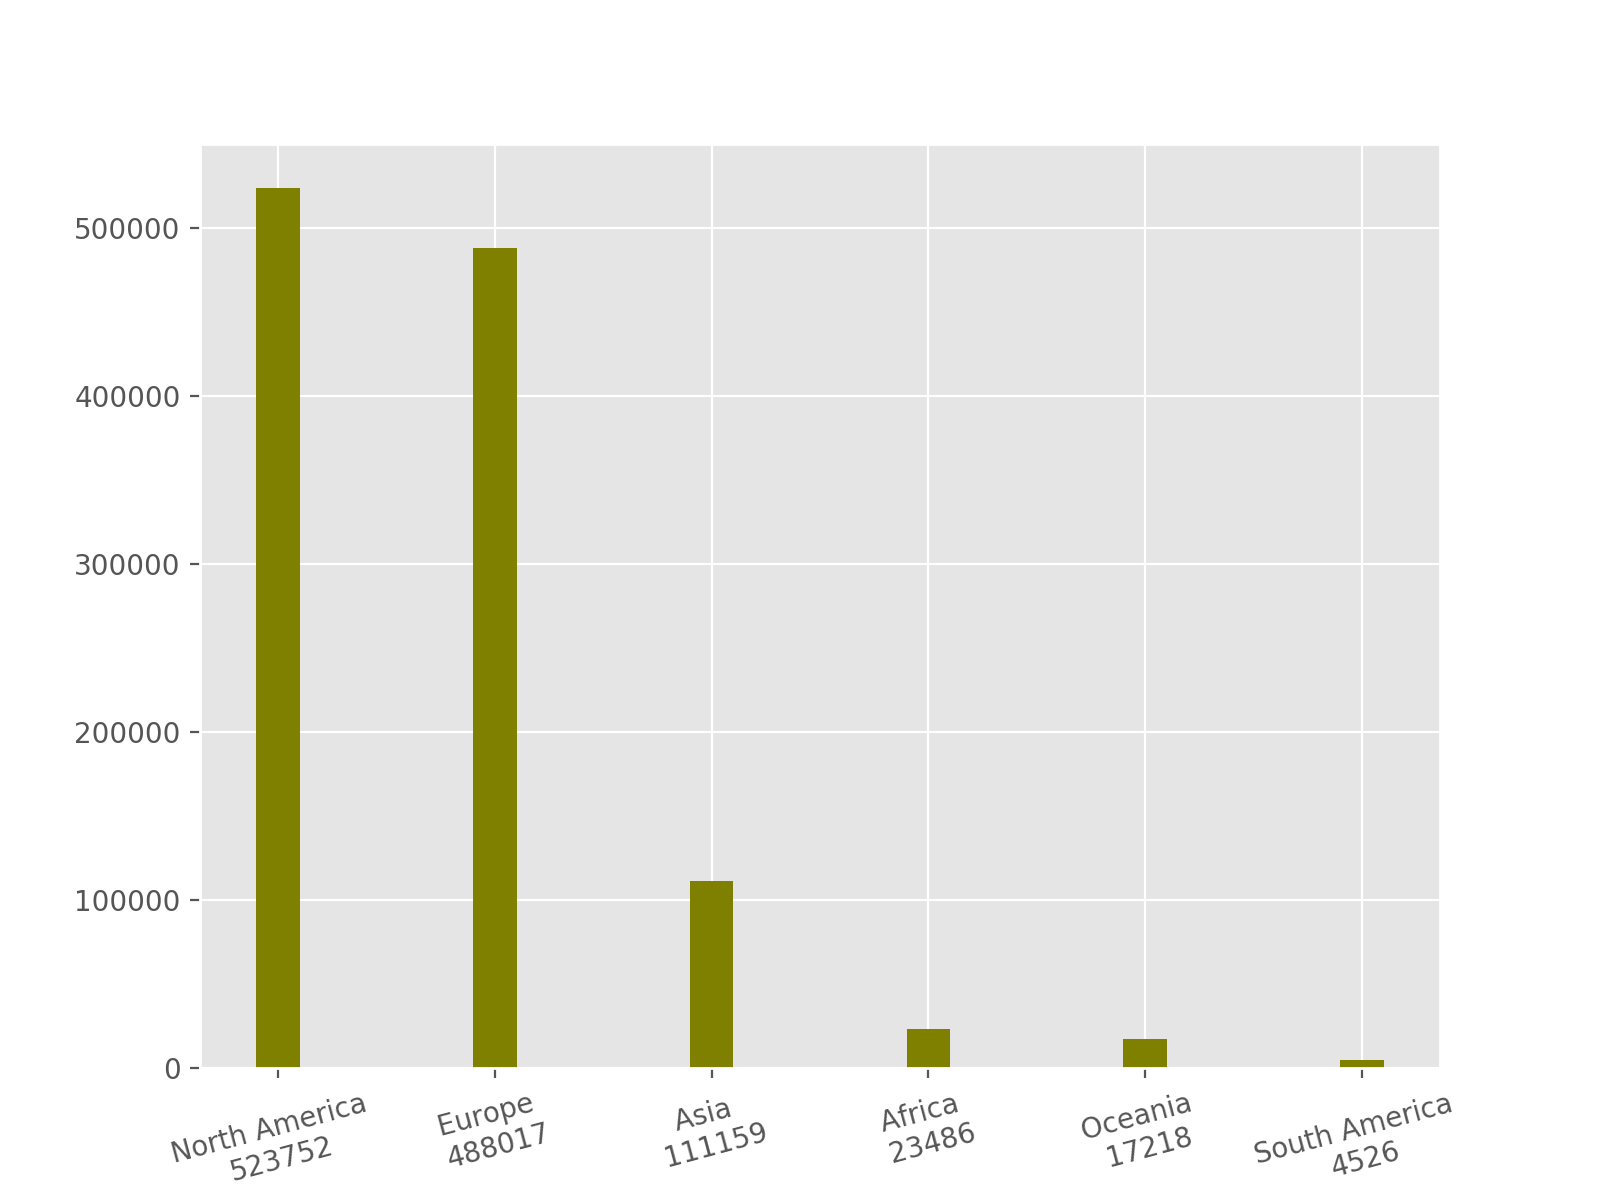 500000
400000
300000
200000
100000
0
North America
523752
Europe
488017
Asia
111159
Africa
23486
Oceania
17218
South America
4526